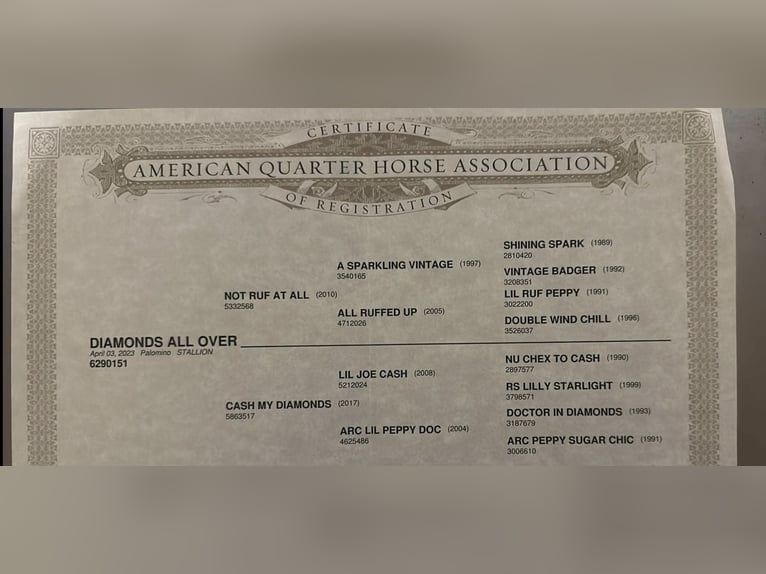 CERTIFICATE
AMERICAN QUARTER HORSE ASSOCIATION
OF REGISTRATION
SHINING SPARK (1989)
2810420
A SPARKLING VINTAGE (1997)
3540165
VINTAGE BADGER (1992)
3208351
NOT RUF AT ALL (2010)
5332568
LIL RUF PEPPY (1991)
3022200
ALL RUFFED UP (2005)
4712026
DOUBLE WIND CHILL (1996)
3526037
DIAMONDS ALL OVER
April 03, 2023 Palomino STALLION
6290151
NU CHEX TO CASH (1990)
2897577
LIL JOE CASH (2008)
5212024
RS LILLY STARLIGHT (1999)
3798571
CASH MY DIAMONDS (2017)
5863517
DOCTOR IN DIAMONDS (1993)
3187679
ARC LIL PEPPY DOC (2004)
4625486
ARC PEPPY SUGAR CHIC (1991)
3006610